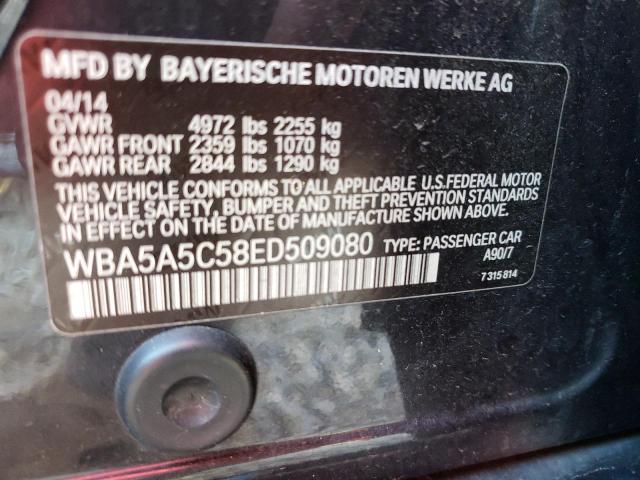 MFD BY BAYERISCHE MOTOREN WERKE AG
04/14
GVWR 4972 lbs 2255 kg
GAWR FRONT 2359 lbs 1070 kg
GAWR REAR 2844 lbs 1290 kg
THIS VEHICLE CONFORMS TO ALL APPLICABLE U.S.FEDERAL MOTOR
VEHICLE SAFETY, BUMPER AND THEFT PREVENTION STANDARDS
IN EFFECT ON THE DATE OF MANUFACTURE SHOWN ABOVE.
WBA5A5C58ED509080 TYPE: PASSENGER CAR
A90/7
7 315 814